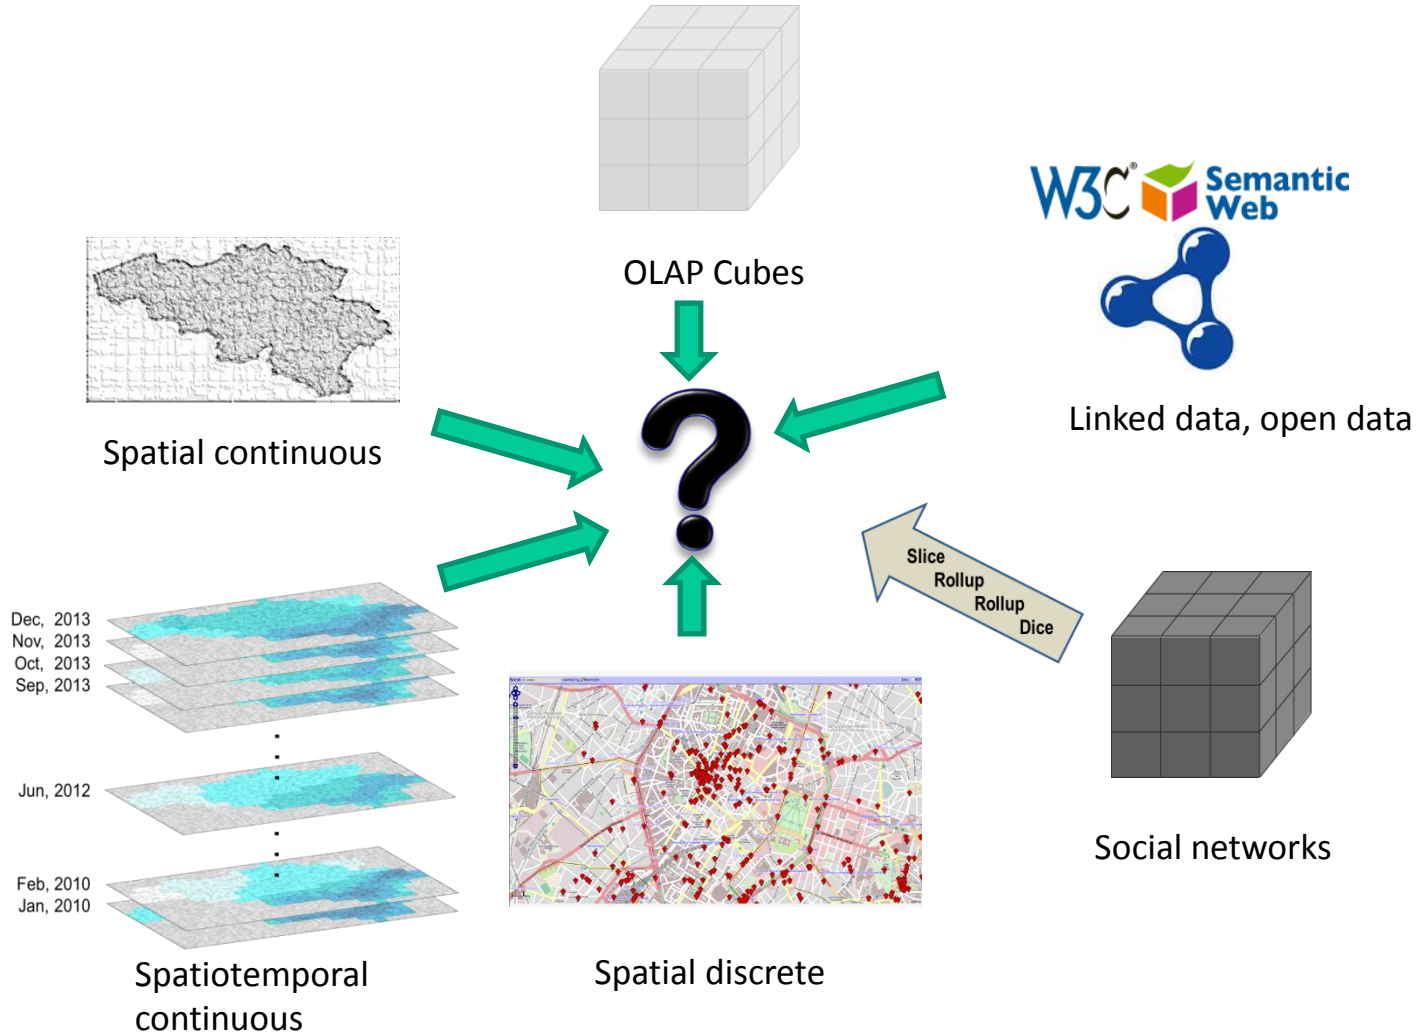 OLAP Cubes
W3C®
Semantic
Web
Linked data, open data
Spatial continuous
Slice
Rollup
Rollup
Dice
Dec, 2013
Nov, 2013
Oct, 2013
Sep, 2013
Jun, 2012
Feb, 2010
Jan, 2010
Social networks
Spatiotemporal
continuous
Spatial discrete